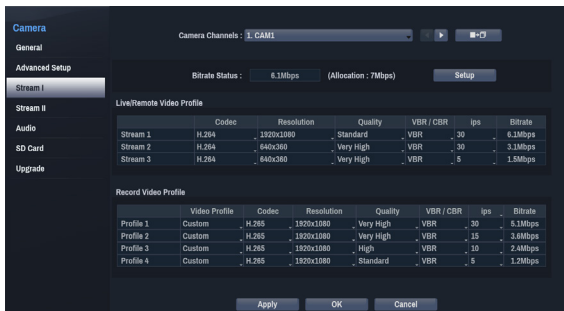 Camera
General
Advanced Setup
Stream I
Stream II
Audio
SD Card
Upgrade
Camera Channels : 1. CAM1
Bitrate Status : 6.1Mbps (Allocation : 7Mbps) Setup
Live/Remote Video Profile
Codec Resolution Quality VBR / CBR ips Bitrate
Stream 1 H.264 1920x1080 Standard VBR 30 6.1Mbps
Stream 2 H.264 640x360 Very High VBR 30 3.1Mbps
Stream 3 H.264 640x360 Very High VBR 5 1.5Mbps
Record Video Profile
Video Profile Codec Resolution Quality VBR / CBR ips Bitrate
Profile 1 Custom H.265 1920x1080 Very High VBR 30 5.1Mbps
Profile 2 Custom H.265 1920x1080 Very High VBR 15 3.6Mbps
Profile 3 Custom H.265 1920x1080 High VBR 10 2.4Mbps
Profile 4 Custom H.265 1920x1080 Standard VBR 5 1.2Mbps
Apply OK Cancel